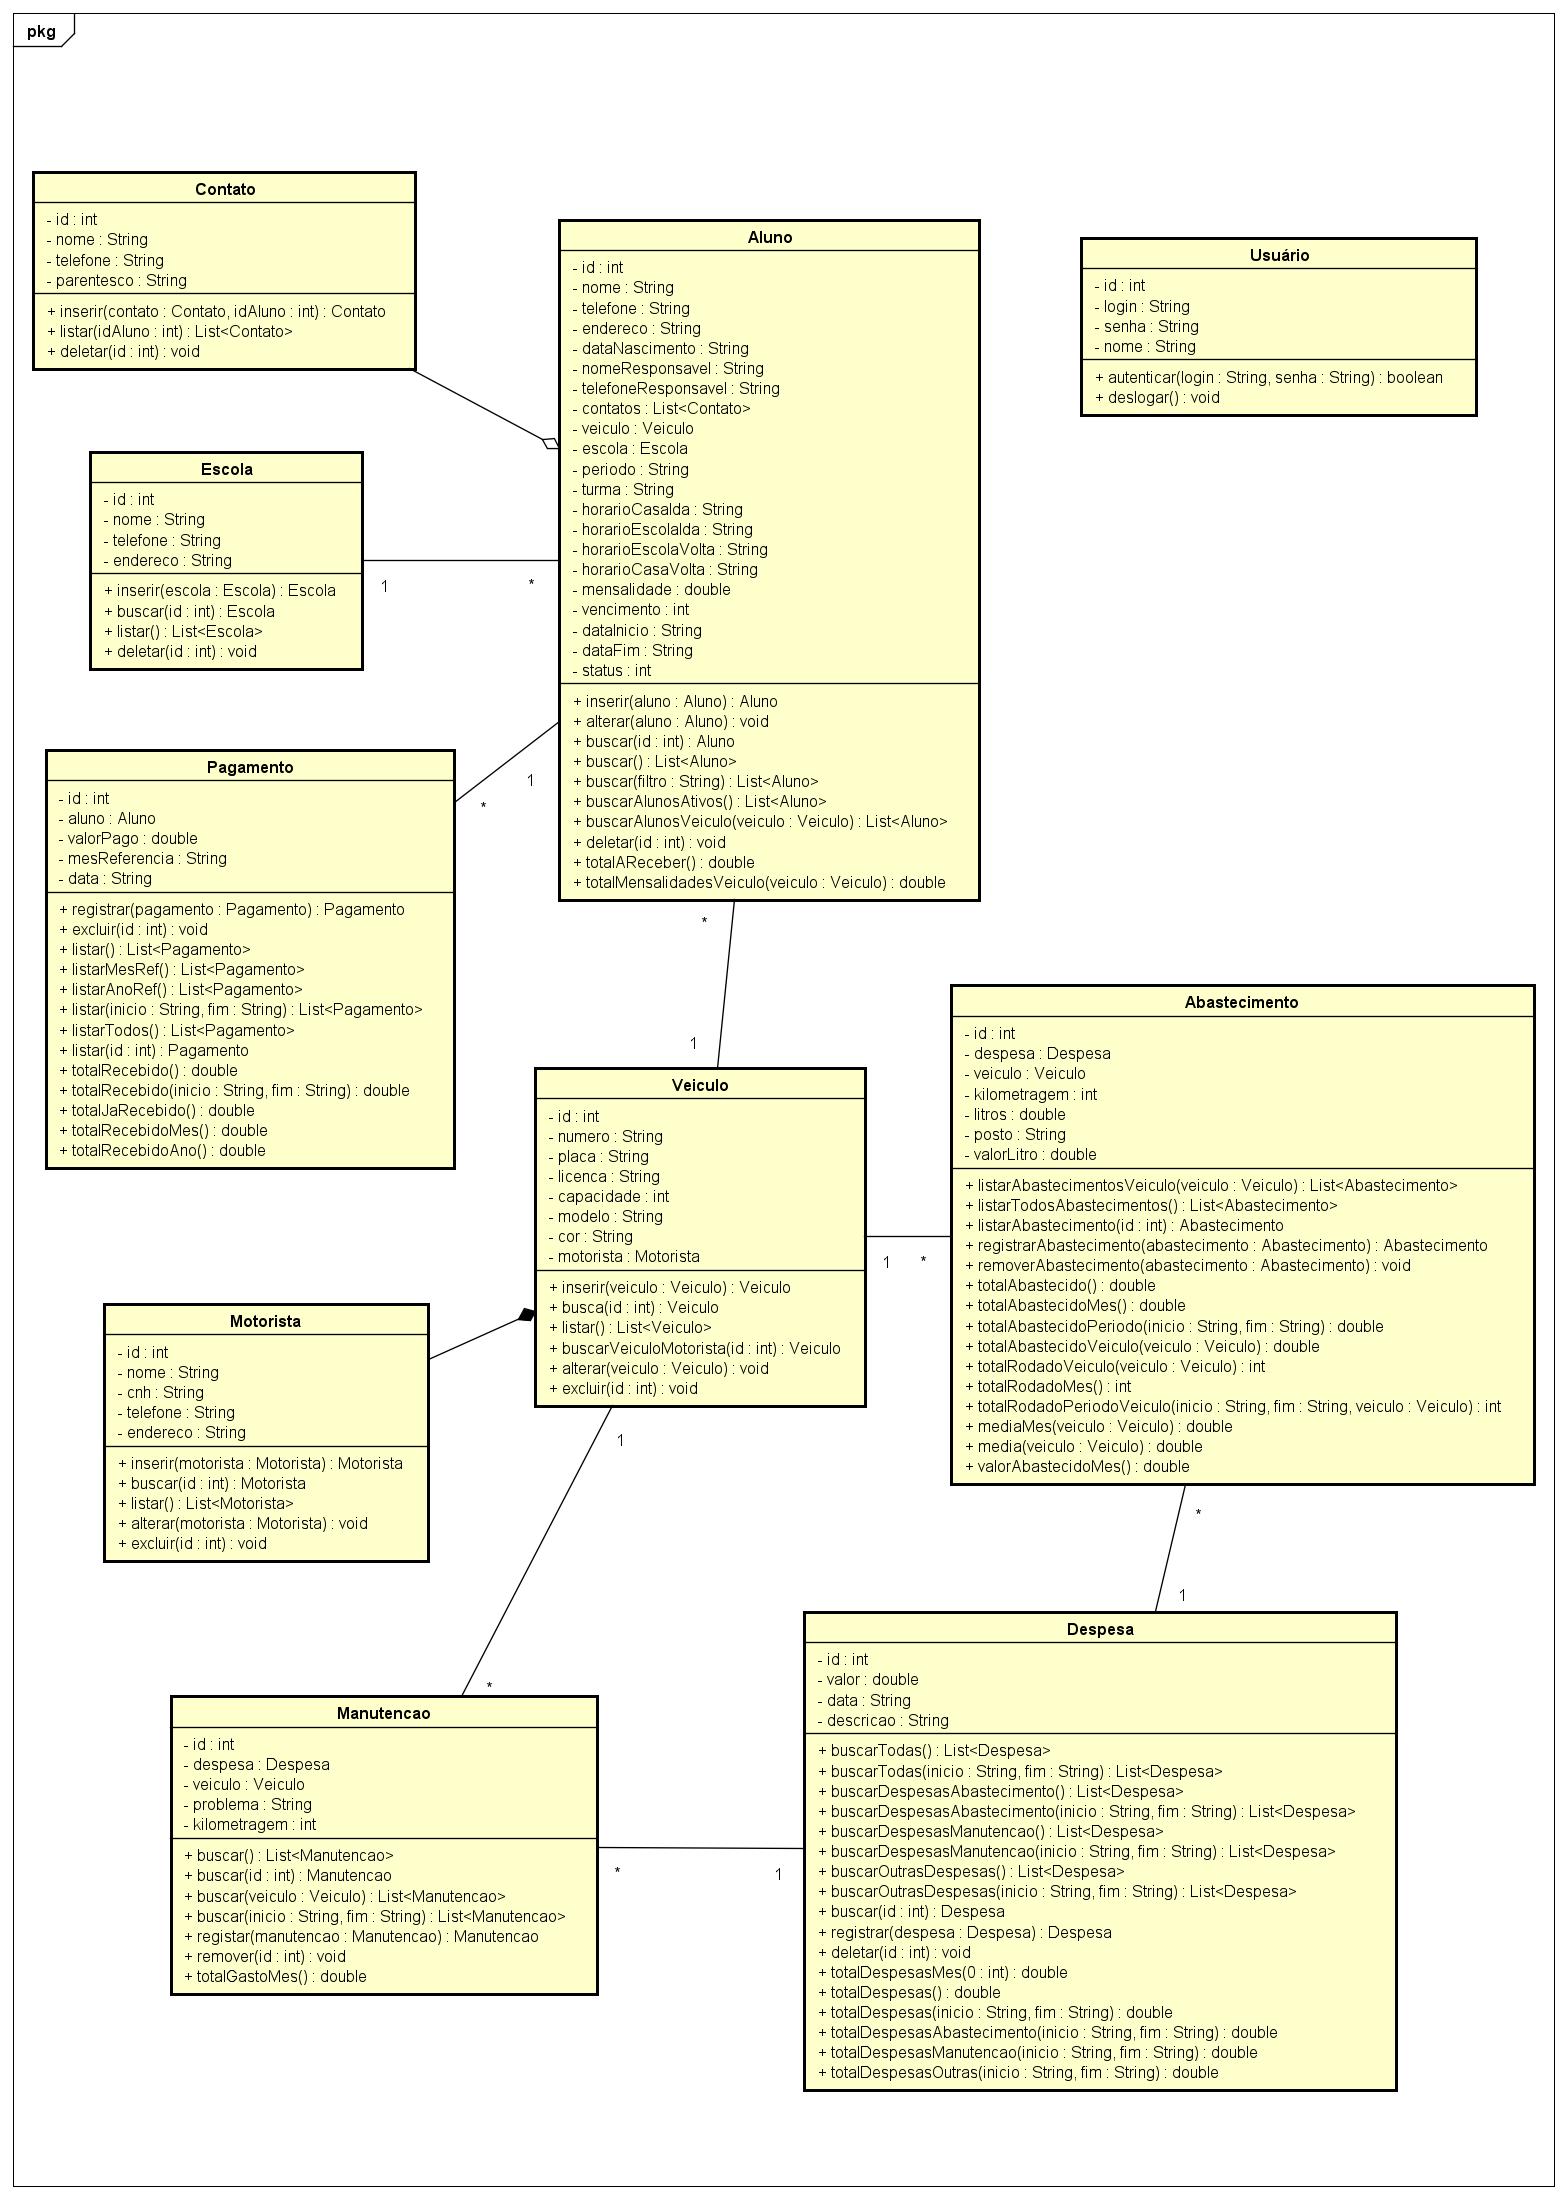 pkg
Contato
- id : int
- nome : String
- telefone : String
- parentesco : String
+ inserir(contato : Contato, idAluno : int) : Contato
+ listar(idAluno : int) : List<Contato>
+ deletar(id : int) : void
Aluno
- id : int
- nome : String
- telefone : String
- endereco : String
- dataNascimento : String
- nomeResponsavel : String
- telefoneResponsavel : String
- contatos : List<Contato>
- veiculo : Veiculo
- escola : Escola
- periodo : String
- turma : String
- horarioCasaIda : String
- horarioEscolaIda : String
- horarioEscolaVolta : String
- horarioCasaVolta : String
- mensalidade : double
- vencimento : int
- dataInicio : String
- dataFim : String
- status : int
+ inserir(aluno : Aluno) : Aluno
+ alterar(aluno : Aluno) : void
+ buscar(id : int) : Aluno
+ buscar() : List<Aluno>
+ buscar(filtro : String) : List<Aluno>
+ buscarAlunosAtivos() : List<Aluno>
+ buscarAlunosVeiculo(veiculo : Veiculo) : List<Aluno>
+ deletar(id : int) : void
+ totalAReceber() : double
+ totalMensalidadesVeiculo(veiculo : Veiculo) : double
Usuário
- id : int
- login : String
- senha : String
- nome : String
+ autenticar(login : String, senha : String) : boolean
+ deslogar() : void
Escola
- id : int
- nome : String
- telefone : String
- endereco : String
+ inserir(escola : Escola) : Escola
+ buscar(id : int) : Escola
+ listar() : List<Escola>
+ deletar(id : int) : void
1
*
Pagamento
- id : int
- aluno : Aluno
- valorPago : double
- mesReferencia : String
- data : String
+ registrar(pagamento : Pagamento) : Pagamento
+ excluir(id : int) : void
+ listar() : List<Pagamento>
+ listarMesRef() : List<Pagamento>
+ listarAnoRef() : List<Pagamento>
+ listar(inicio : String, fim : String) : List<Pagamento>
+ listarTodos() : List<Pagamento>
+ listar(id : int) : Pagamento
+ totalRecebido() : double
+ totalRecebido(inicio : String, fim : String) : double
+ totalJaRecebido() : double
+ totalRecebidoMes() : double
+ totalRecebidoAno() : double
1
*
*
1
Veiculo
- id : int
- numero : String
- placa : String
- licenca : String
- capacidade : int
- modelo : String
- cor : String
- motorista : Motorista
+ inserir(veiculo : Veiculo) : Veiculo
+ busca(id : int) : Veiculo
+ listar() : List<Veiculo>
+ buscarVeiculoMotorista(id : int) : Veiculo
+ alterar(veiculo : Veiculo) : void
+ excluir(id : int) : void
1
*
Abastecimento
- id : int
- despesa : Despesa
- veiculo : Veiculo
- kilometragem : int
- litros : double
- posto : String
- valorLitro : double
+ listarAbastecimentosVeiculo(veiculo : Veiculo) : List<Abastecimento>
+ listarTodosAbastecimentos() : List<Abastecimento>
+ listarAbastecimento(id : int) : Abastecimento
+ registrarAbastecimento(abastecimento : Abastecimento) : Abastecimento
+ removerAbastecimento(abastecimento : Abastecimento) : void
+ totalAbastecido() : double
+ totalAbastecidoMes() : double
+ totalAbastecidoPeriodo(inicio : String, fim : String) : double
+ totalAbastecidoVeiculo(veiculo : Veiculo) : double
+ totalRodadoVeiculo(veiculo : Veiculo) : int
+ totalRodadoMes() : int
+ totalRodadoPeriodoVeiculo(inicio : String, fim : String, veiculo : Veiculo) : int
+ mediaMes(veiculo : Veiculo) : double
+ media(veiculo : Veiculo) : double
+ valorAbastecidoMes() : double
Motorista
- id : int
- nome : String
- cnh : String
- telefone : String
- endereco : String
+ inserir(motorista : Motorista) : Motorista
+ buscar(id : int) : Motorista
+ listar() : List<Motorista>
+ alterar(motorista : Motorista) : void
+ excluir(id : int) : void
1
*
*
1
Manutencao
- id : int
- despesa : Despesa
- veiculo : Veiculo
- problema : String
- kilometragem : int
+ buscar() : List<Manutencao>
+ buscar(id : int) : Manutencao
+ buscar(veiculo : Veiculo) : List<Manutencao>
+ buscar(inicio : String, fim : String) : List<Manutencao>
+ registar(manutencao : Manutencao) : Manutencao
+ remover(id : int) : void
+ totalGastoMes() : double
*
1
Despesa
- id : int
- valor : double
- data : String
- descricao : String
+ buscarTodas() : List<Despesa>
+ buscarTodas(inicio : String, fim : String) : List<Despesa>
+ buscarDespesasAbastecimento() : List<Despesa>
+ buscarDespesasAbastecimento(inicio : String, fim : String) : List<Despesa>
+ buscarDespesasManutencao() : List<Despesa>
+ buscarDespesasManutencao(inicio : String, fim : String) : List<Despesa>
+ buscarOutrasDespesas() : List<Despesa>
+ buscarOutrasDespesas(inicio : String, fim : String) : List<Despesa>
+ buscar(id : int) : Despesa
+ registrar(despesa : Despesa) : Despesa
+ deletar(id : int) : void
+ totalDespesasMes(0 : int) : double
+ totalDespesas() : double
+ totalDespesas(inicio : String, fim : String) : double
+ totalDespesasAbastecimento(inicio : String, fim : String) : double
+ totalDespesasManutencao(inicio : String, fim : String) : double
+ totalDespesasOutras(inicio : String, fim : String) : double